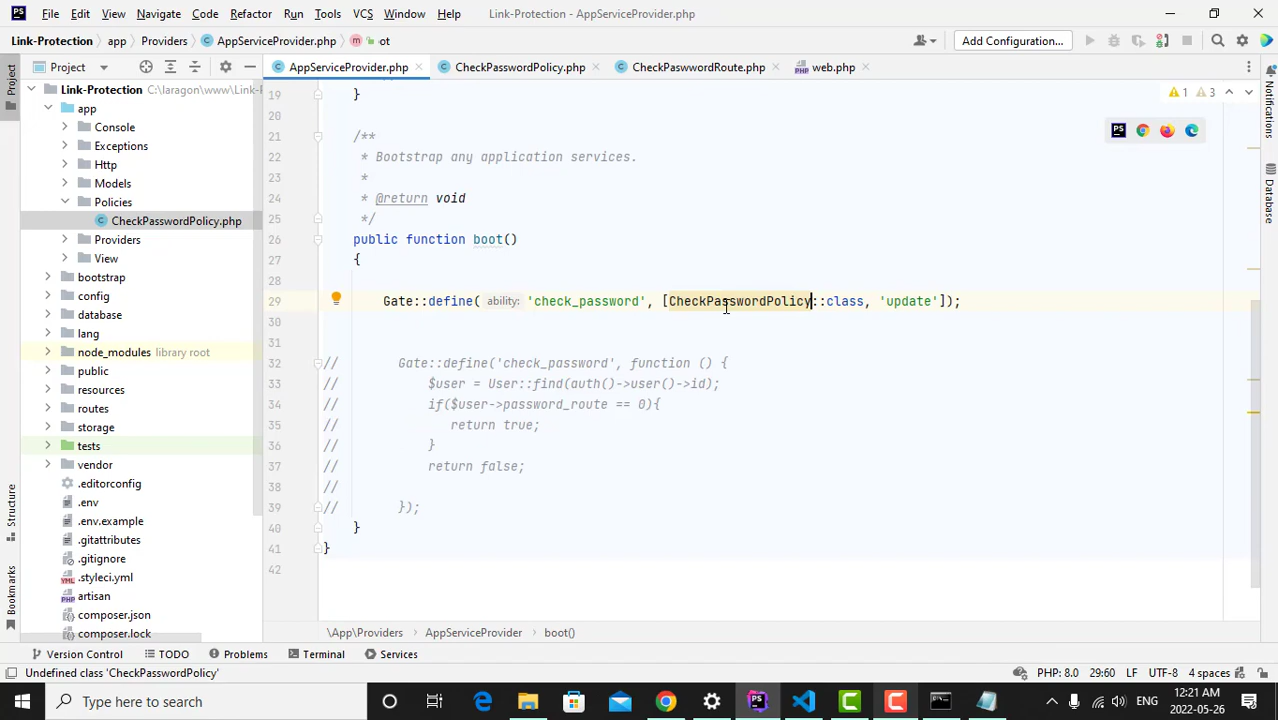 File Edit View Navigate Code Refactor Run Tools VCS Window Help Link-Protection - AppServiceProvider.php
Link-Protection app Providers AppServiceProvider.php ot Add Configuration...
Project AppServiceProvider.php CheckPasswordPolicy.php CheckPaswwordRoute.php web.php
Link-Protection C:\laragon\www\Link-P
app
Console
Exceptions
Http
Models
Policies
CheckPasswordPolicy.php
Providers
View
bootstrap
config
database
lang
node_modules library root
public
resources
routes
storage
tests
vendor
.editorconfig
.env
.env.example
.gitattributes
.gitignore
.styleci.yml
artisan
composer.json
composer.lock
Project
Structure
Bookmarks
1 3
19 }
20
21 /**
22 * Bootstrap any application services.
23 *
24 * @return void
25 */
26 public function boot()
27 {
28
29 Gate::define( ability: 'check_password', [CheckPasswordPolicy::class, 'update']);
30
31
32 // Gate::define('check_password', function () {
33 // $user = User::find(auth()->user()->id);
34 // if($user->password_route == 0){
35 // return true;
36 // }
37 // return false;
38 //
39 // });
40 }
41 }
42
Notifications
Database
\App\Providers AppServiceProvider boot()
Version Control TODO Problems Terminal Services
Undefined class 'CheckPasswordPolicy' PHP: 8.0 29:60 LF UTF-8 4 spaces
Type here to search ENG 12:21 AM
2022-05-26